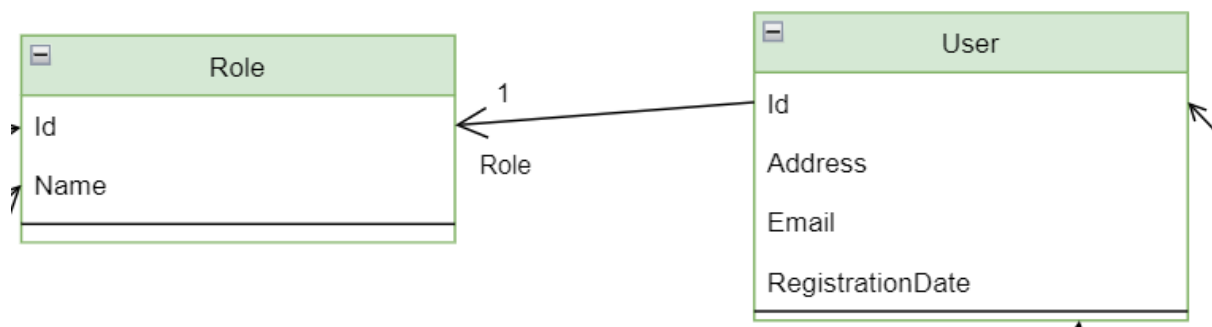 Role
Id
Name
1
Role
User
Id
Address
Email
RegistrationDate